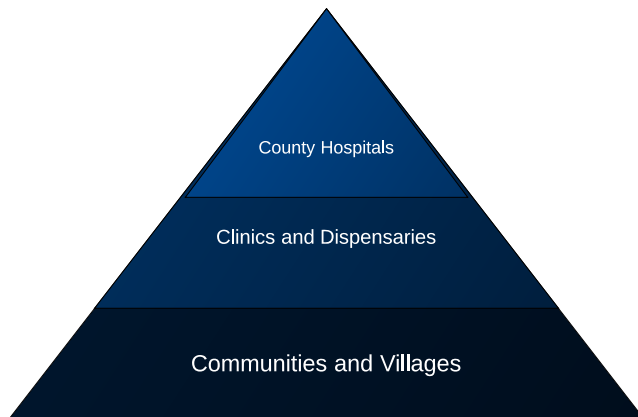 County Hospitals
Clinics and Dispensaries
Communities and Villages